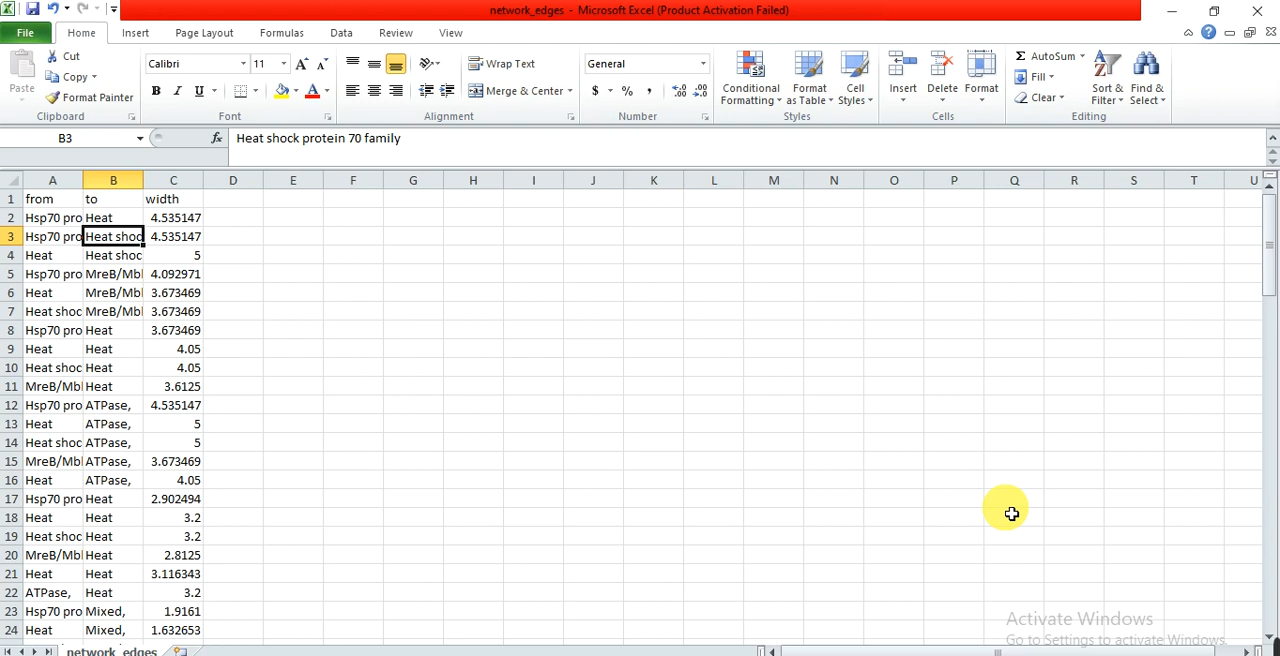 network_edges - Microsoft Excel (Product Activation Failed)
File Home Insert Page Layout Formulas Data Review View
Paste Cut Copy Format Painter Clipboard
Calibri 11 B I U A Font
Wrap Text Merge & Center Alignment
General $ % , Number
Conditional Formatting Format as Table Cell Styles Styles
Insert Delete Format Cells
AutoSum Fill Clear Sort & Filter Find & Select Editing
B3 fx Heat shock protein 70 family
A B C D E F G H I J K L M N O P Q R S T U
1 from to width
2 Hsp70 pro Heat 4.535147
3 Hsp70 pro Heat shoc 4.535147
4 Heat Heat shoc 5
5 Hsp70 pro MreB/Mbl 4.092971
6 Heat MreB/Mbl 3.673469
7 Heat shoc MreB/Mbl 3.673469
8 Hsp70 pro Heat 3.673469
9 Heat Heat 4.05
10 Heat shoc Heat 4.05
11 MreB/Mbl Heat 3.6125
12 Hsp70 pro ATPase, 4.535147
13 Heat ATPase, 5
14 Heat shoc ATPase, 5
15 MreB/Mbl ATPase, 3.673469
16 Heat ATPase, 4.05
17 Hsp70 pro Heat 2.902494
18 Heat Heat 3.2
19 Heat shoc Heat 3.2
20 MreB/Mbl Heat 2.8125
21 Heat Heat 3.116343
22 ATPase, Heat 3.2
23 Hsp70 pro Mixed, 1.9161
24 Heat Mixed, 1.632653
Activate Windows
Go to Settings to activate Windows.
network_edges